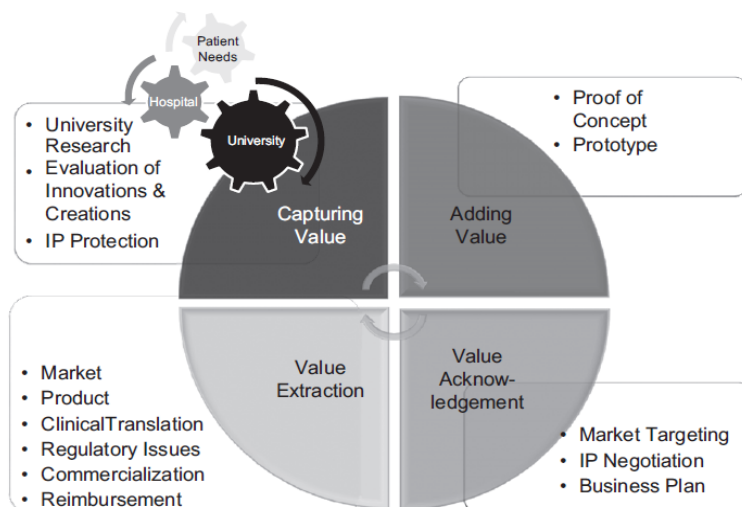 Patient
Needs
Hospital
University
• University
Research
• Evaluation of
Innovations &
Creations
• IP Protection
Capturing
Value
• Proof of
Concept
• Prototype
Adding
Value
Value
Extraction
• Market
• Product
• ClinicalTranslation
• Regulatory Issues
• Commercialization
• Reimbursement
Value
Acknow-
ledgement
• Market Targeting
• IP Negotiation
• Business Plan